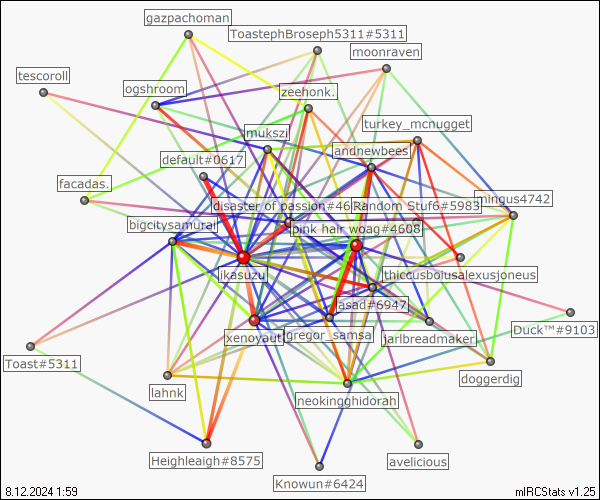 gazpachoman
ToastephBroseph5311#5311
moonraven
tescoroll
ogshroom
zeehonk.
turkey_mcnugget
mukszi
andnewbees
default#0617
facadas.
disaster of passion#46
Random Stuf6#5985
mingus4742
bigcitysamurai
pink hair woag#4608
ikasuzu
thiccusboiusalexusjoneus
jasad#6947
xenoyaut
gregor_samsa
jarlbreadmaker
Duck™#9103
Toast#5311
lahnk
doggerdig
neokingghidorah
Heighleaigh#8575
avelicious
Knowun#6424
8.12.2024 1:59
mIRCStats v1.25